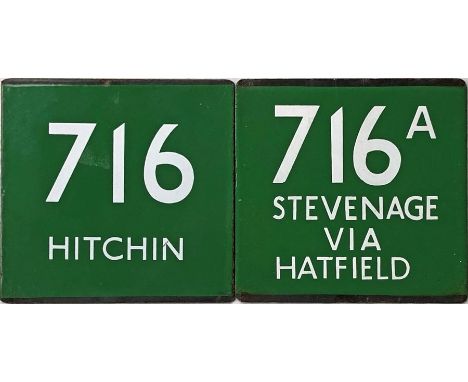 716
HITCHIN
716A
STEVENAGE
VIA
HATFIELD